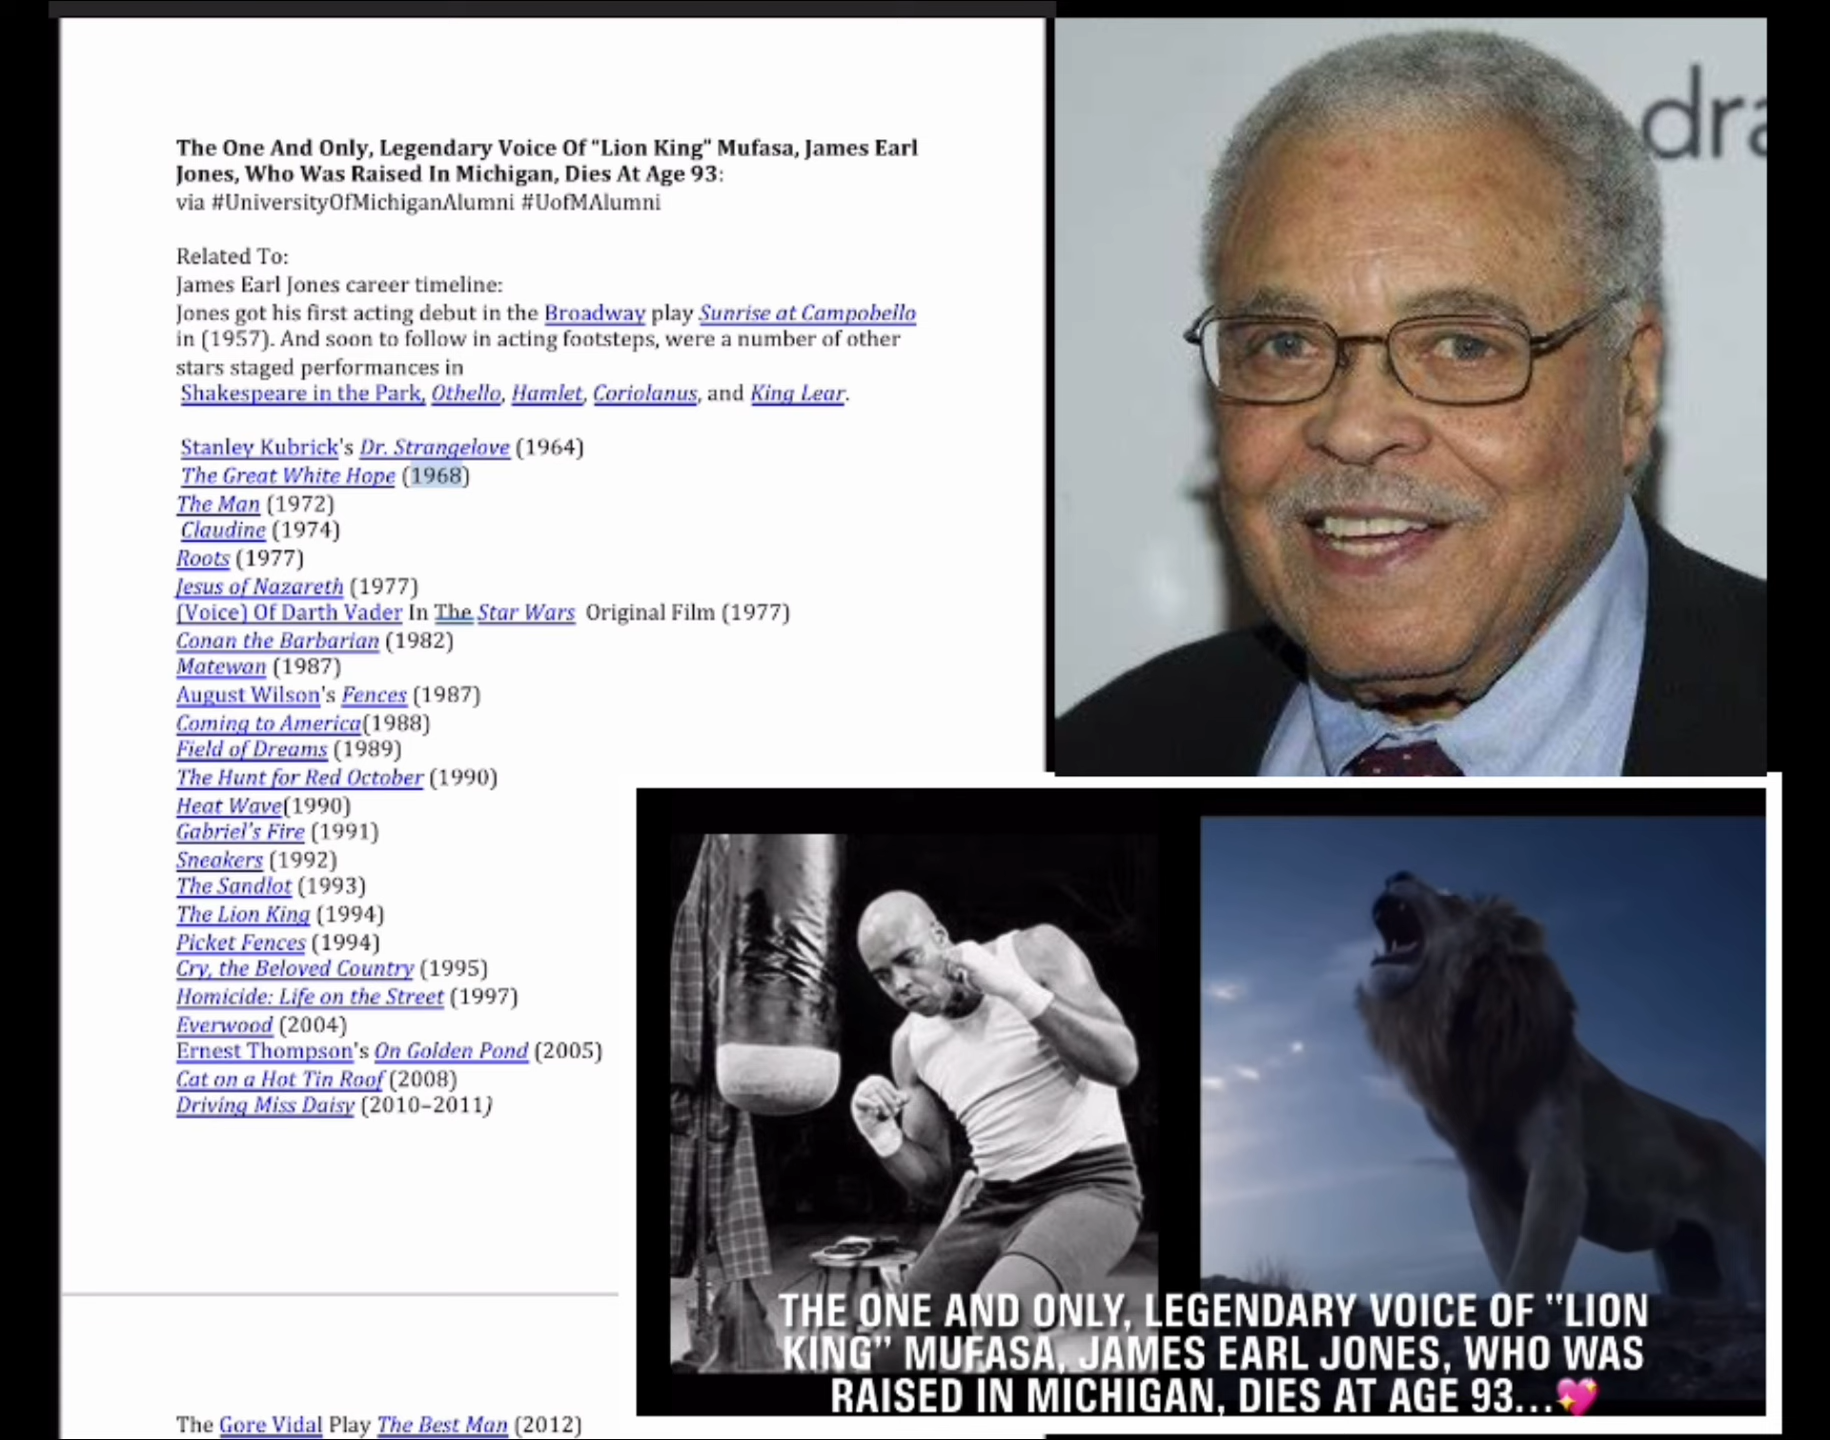 The One And Only, Legendary Voice Of "Lion King" Mufasa, James Earl
Jones, Who Was Raised In Michigan, Dies At Age 93:
via #UniversityOfMichiganAlumni #UofMAlumni
Related To:
James Earl Jones career timeline:
Jones got his first acting debut in the Broadway play Sunrise at Campobello
in (1957). And soon to follow in acting footsteps, were a number of other
stars staged performances in
Shakespeare in the Park, Othello, Hamlet, Coriolanus, and King Lear.
Stanley Kubrick's Dr. Strangelove (1964)
The Great White Hope (1968)
The Man (1972)
Claudine (1974)
Roots (1977)
Jesus of Nazareth (1977)
(Voice) Of Darth Vader In The Star Wars Original Film (1977)
Conan the Barbarian (1982)
Matewan (1987)
August Wilson's Fences (1987)
Coming to America(1988)
Field of Dreams (1989)
The Hunt for Red October (1990)
Heat Wave(1990)
Gabriel's Fire (1991)
Sneakers (1992)
The Sandlot (1993)
The Lion King (1994)
Picket Fences (1994)
Cry, the Beloved Country (1995)
Homicide: Life on the Street (1997)
Everwood (2004)
Ernest Thompson's On Golden Pond (2005)
Cat on a Hot Tin Roof (2008)
Driving Miss Daisy (2010–2011)
The Gore Vidal Play The Best Man (2012)
dra
THE ONE AND ONLY, LEGENDARY VOICE OF "LION
KING" MUFASA, JAMES EARL JONES, WHO WAS
RAISED IN MICHIGAN, DIES AT AGE 93...💖